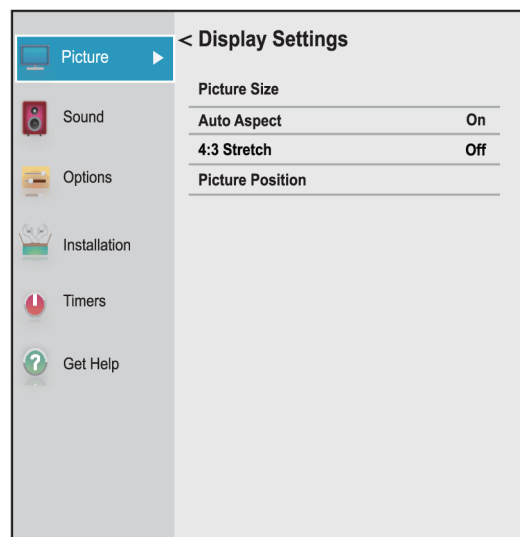 Picture
Sound
Options
Installation
Timers
Get Help
< Display Settings
Picture Size
Auto Aspect On
4:3 Stretch Off
Picture Position